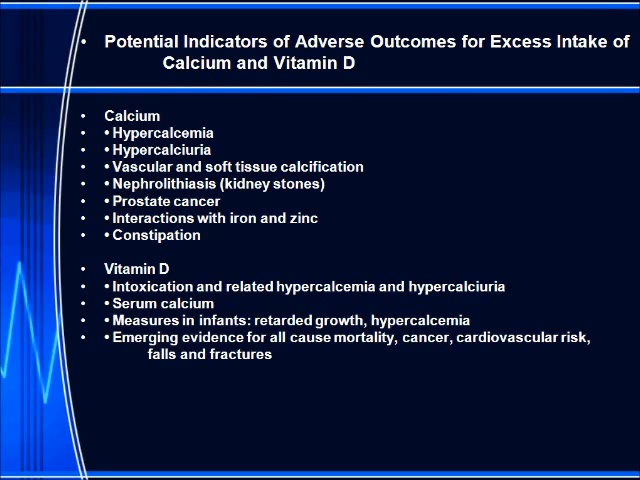 • Potential Indicators of Adverse Outcomes for Excess Intake of
Calcium and Vitamin D
• Calcium
• • Hypercalcemia
• • Hypercalciuria
• • Vascular and soft tissue calcification
• • Nephrolithiasis (kidney stones)
• • Prostate cancer
• • Interactions with iron and zinc
• • Constipation
• Vitamin D
• • Intoxication and related hypercalcemia and hypercalciuria
• • Serum calcium
• • Measures in infants: retarded growth, hypercalcemia
• • Emerging evidence for all cause mortality, cancer, cardiovascular risk,
falls and fractures